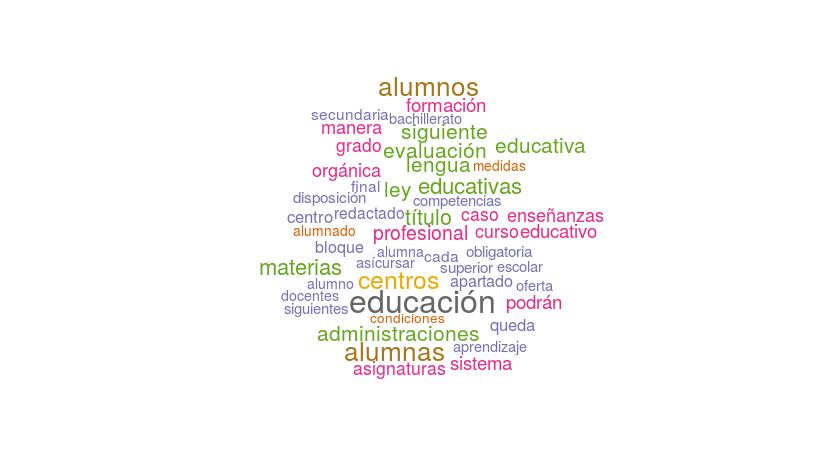 alumnos
formación
secundaria
bachillerato
manera
siguiente
grado
evaluación
educativa
orgánica
lengua
medidas
final
ley
educativas
disposición
competencias
centro
redactado
título
caso
enseñanzas
alumnado
profesional
curso
educativo
bloque
alumna
cada
obligatoria
materias
asícursar
superior
escolar
alumno
centros
apartado
oferta
docentes
educación
podrán
siguientes
condiciones
administraciones
queda
alumnas
aprendizaje
asignaturas
sistema